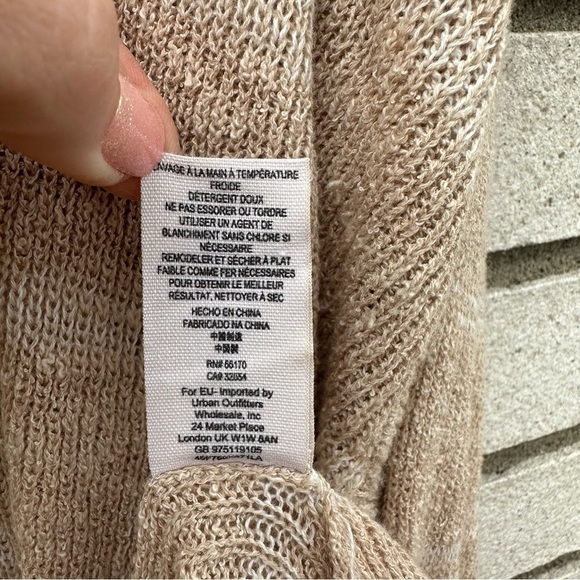 LAVAGE À LA MAIN À TEMPÉRATURE
FROIDE
DÉTERGENT DOUX
NE PAS ESSORER OU TORDRE
UTILISER UN AGENT DE
BLANCHIMENT SANS CHLORE SI
NÉCESSAIRE
REMODELER ET SÉCHER À PLAT
FAIBLE COMME FER NÉCESSAIRES
POUR OBTENIR LE MEILLEUR
RÉSULTAT, NETTOYER À SEC
HECHO EN CHINA
FABRICADO NA CHINA
中國製造
中国製
RN# 66170
CA# 32054
For EU- Imported by
Urban Outfitters
Wholesale, Inc
24 Market Place
London UK W1W 8AN
GB 975119105